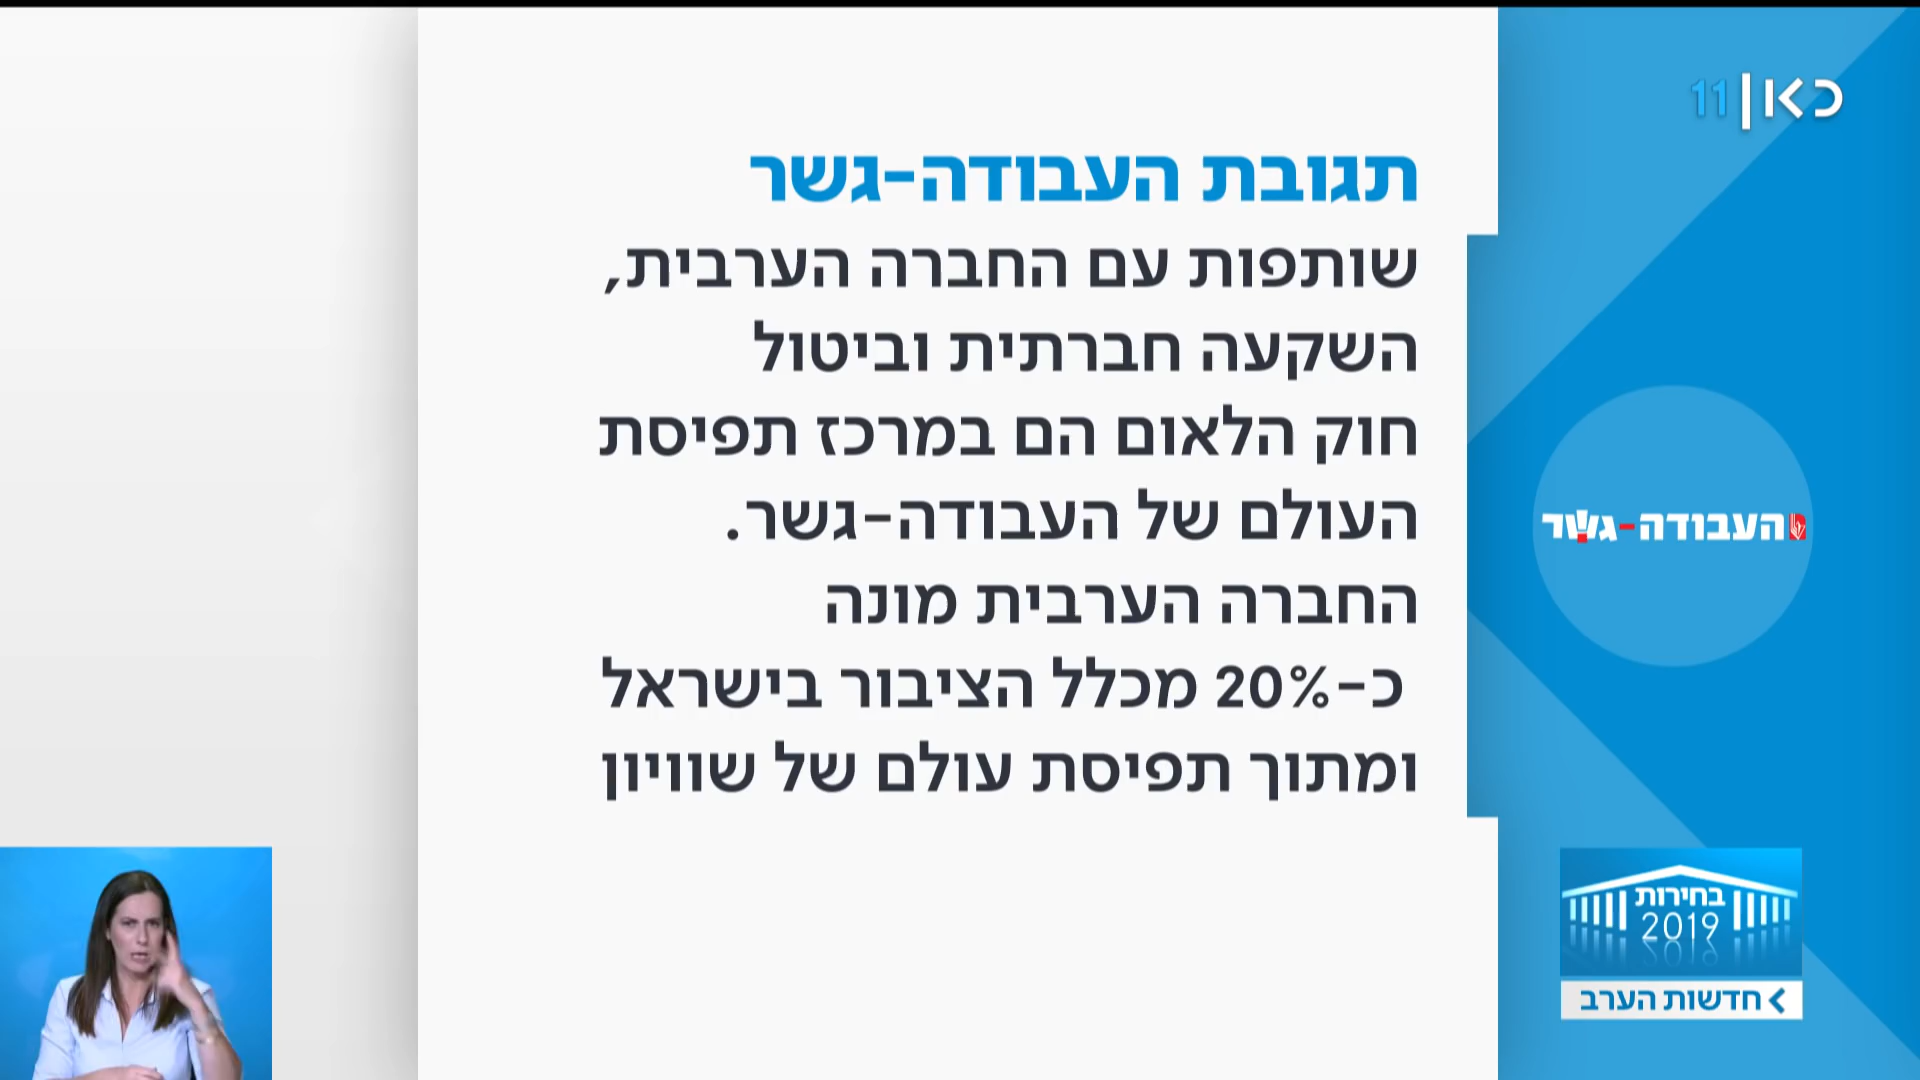 כאן 11
תגובת העבודה-גשר
שותפות עם החברה הערבית,
השקעה חברתית וביטול
חוק הלאום הם במרכז תפיסת
העולם של העבודה-גשר.
החברה הערבית מונה
כ-20% מכלל הציבור בישראל
ומתוך תפיסת עולם של שוויון
העבודה-גשר
בחירות
2019
חדשות הערב